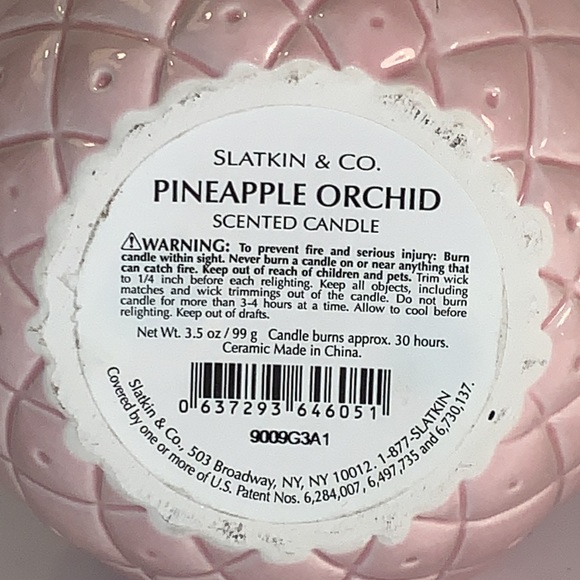 SLATKIN & CO.
PINEAPPLE ORCHID
SCENTED CANDLE
⚠WARNING: To prevent fire and serious injury: Burn
candle within sight. Never burn a candle on or near anything that
can catch fire. Keep out of reach of children and pets. Trim wick
to 1/4 inch before each relighting. Keep all objects, including
matches and wick trimmings out of the candle. Do not burn
candle for more than 3-4 hours at a time. Allow to cool before
relighting. Keep out of drafts.
Net Wt. 3.5 oz / 99 g Candle burns approx. 30 hours.
Ceramic Made in China.
0 637293 646051
9009G3A1
Slatkin & Co., 503 Broadway, NY, NY 10012. 1-877-SLATKIN
Covered by one or more of U.S. Patent Nos. 6,284,007, 6,497,735 and 6,730,137.